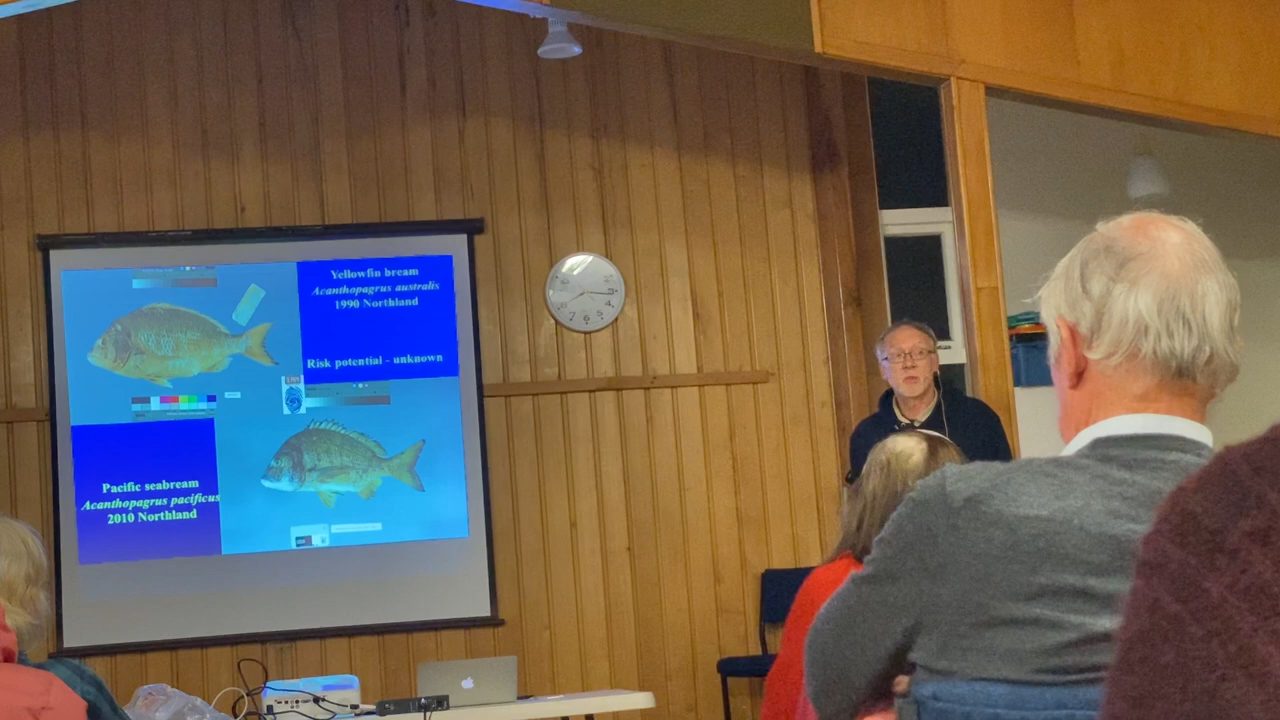 Yellowfin bream
Acanthopagrus australis
1990 Northland
Risk potential - unknown
Pacific seabream
Acanthopagrus pacificus
2010 Northland